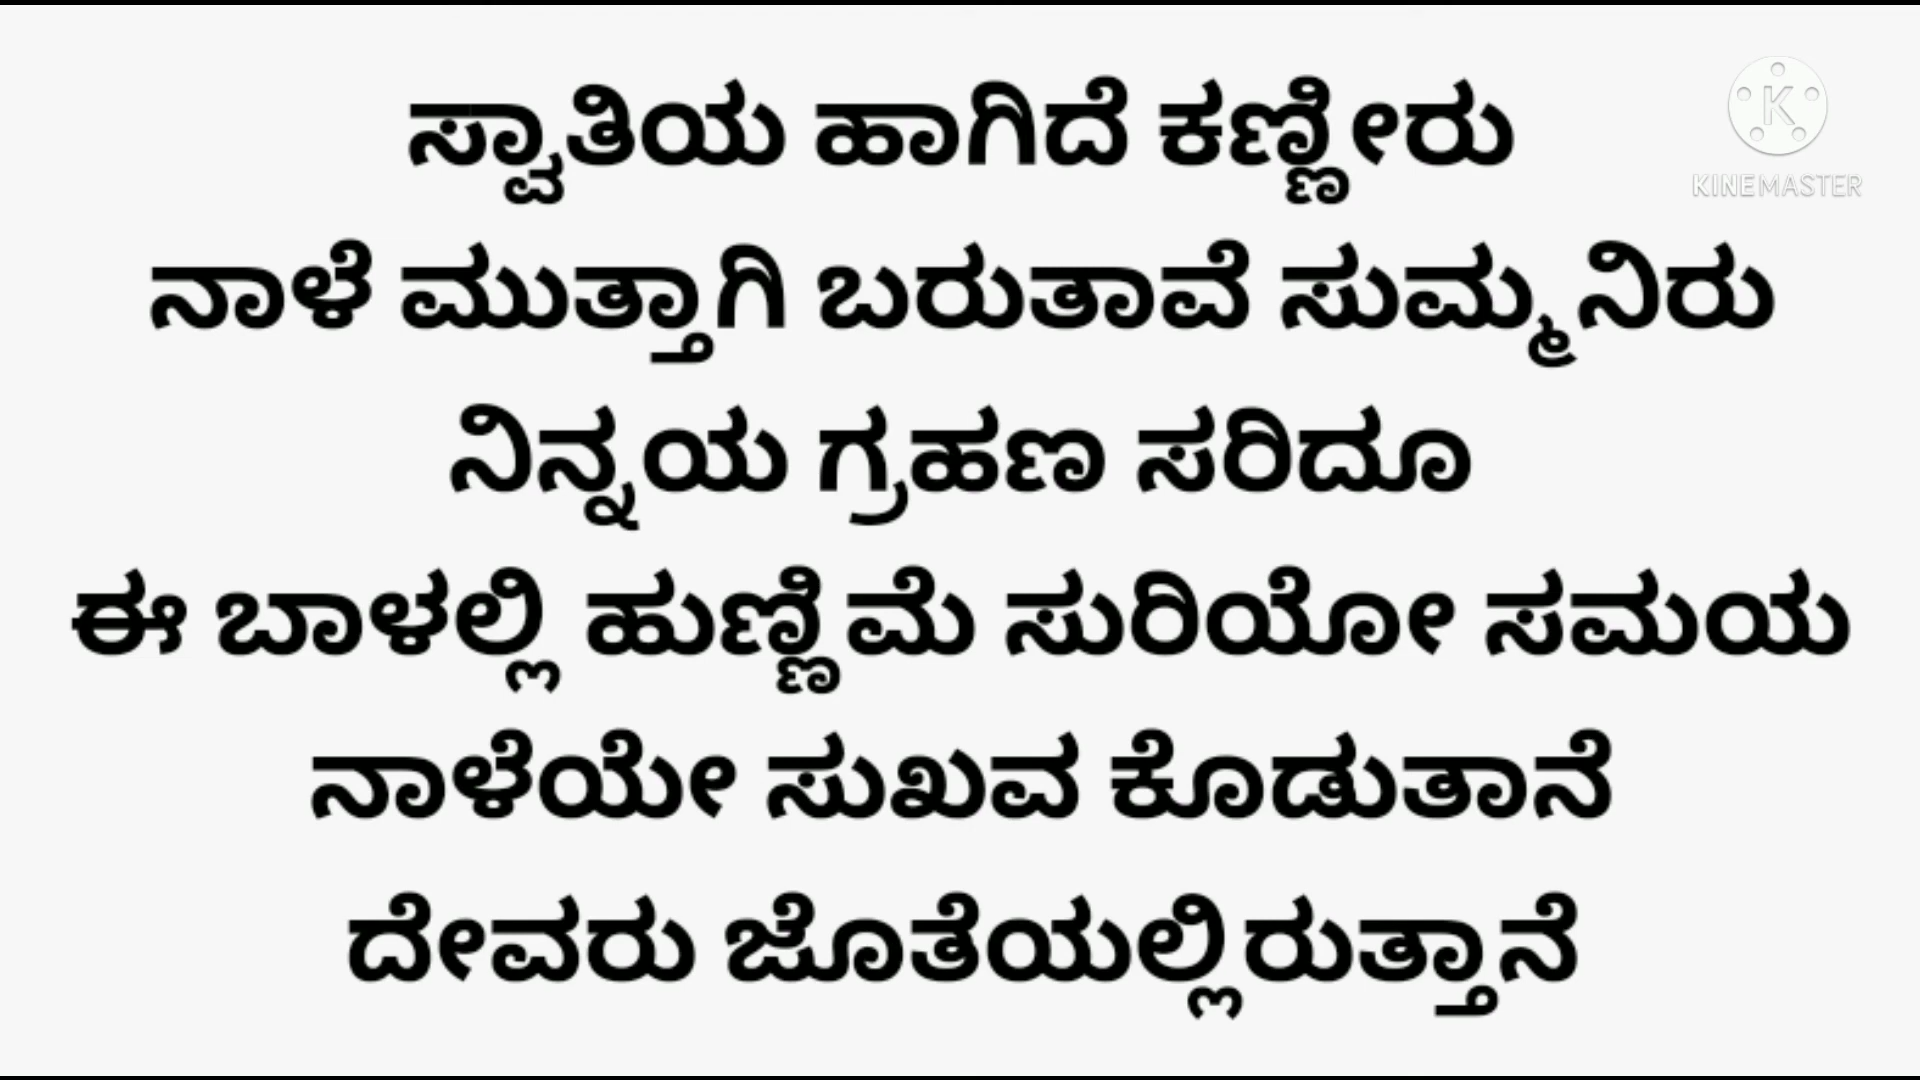 ಸ್ವಾತಿಯ ಹಾಗಿದೆ ಕಣ್ಣೀರು
KINEMASTER
ನಾಳೆ ಮುತ್ತಾಗಿ ಬರುತಾವೆ ಸುಮ್ಮನಿರು
ನಿನ್ನಯ ಗ್ರಹಣ ಸರಿದೂ
ಈ ಬಾಳಲ್ಲಿ ಹುಣ್ಣಿಮೆ ಸುರಿಯೋ ಸಮಯ
ನಾಳೆಯೇ ಸುಖವ ಕೊಡುತಾನೆ
ದೇವರು ಜೊತೆಯಲ್ಲಿರುತ್ತಾನೆ